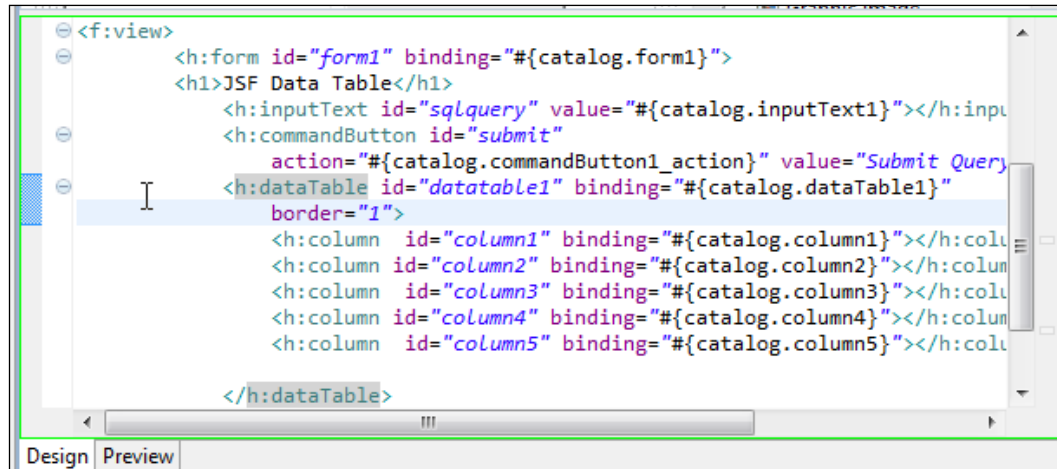 <f:view>
<h:form id="form1" binding="#{catalog.form1}">
<h1>JSF Data Table</h1>
<h:inputText id="sqlquery" value="#{catalog.inputText1}"></h:inpu
<h:commandButton id="submit"
action="#{catalog.commandButton1_action}" value="Submit Query
<h:dataTable id="datatable1" binding="#{catalog.dataTable1}"
border="1">
<h:column  id="column1" binding="#{catalog.column1}"></h:colu
<h:column id="column2" binding="#{catalog.column2}"></h:colum
<h:column  id="column3" binding="#{catalog.column3}"></h:colu
<h:column id="column4" binding="#{catalog.column4}"></h:colum
<h:column  id="column5" binding="#{catalog.column5}"></h:colu
</h:dataTable>
Design Preview